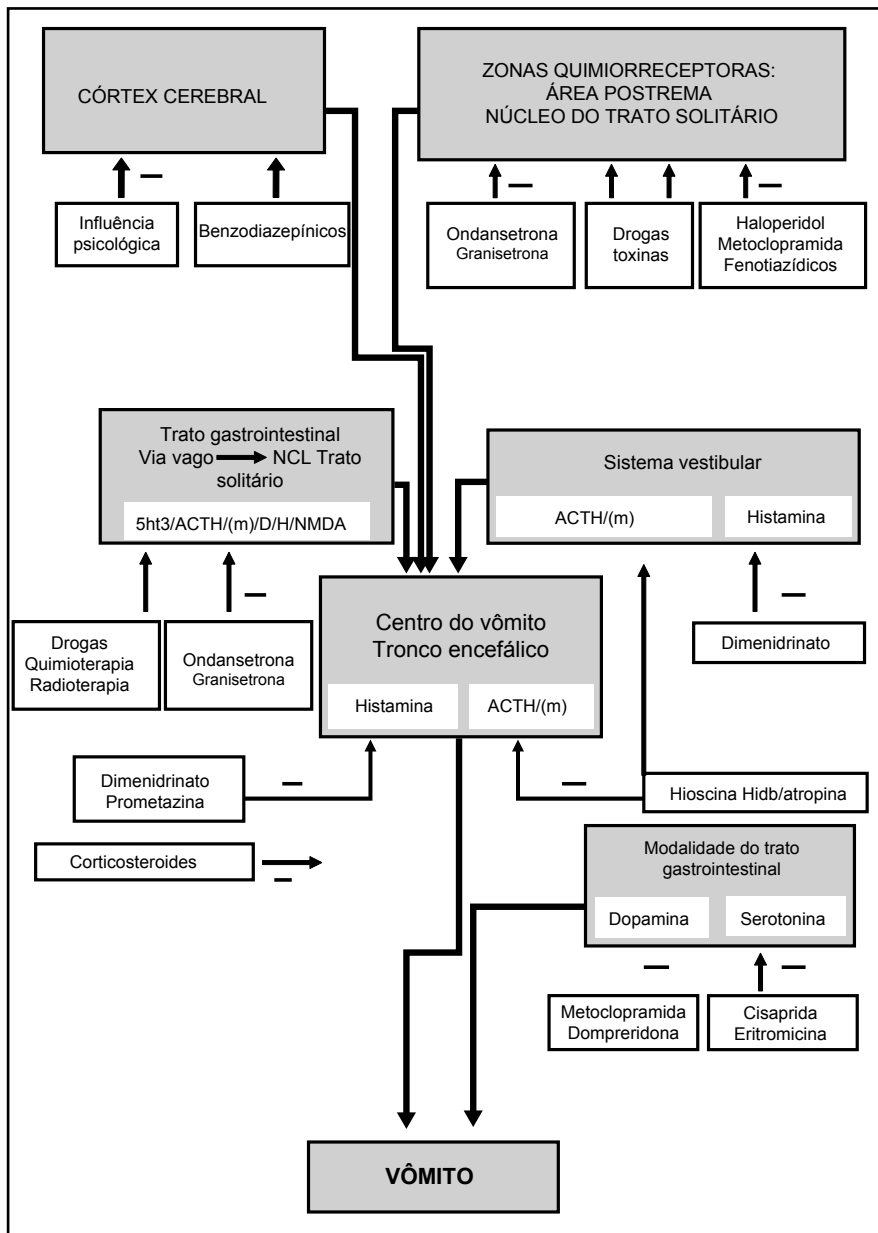 CÓRTEX CEREBRAL
ZONAS QUIMIORRECEPTORAS:
ÁREA POSTREMA
NÚCLEO DO TRATO SOLITÁRIO
Influência
psicológica
Benzodiazepínicos
Ondansetrona
Granisetrona
Drogas
toxinas
Haloperidol
Metoclopramida
Fenotiazídicos
Trato gastrointestinal
Via vago NCL Trato
solitário
5ht3/ACTH/(m)/D/H/NMDA
Sistema vestibular
ACTH/(m)
Histamina
Drogas
Quimioterapia
Radioterapia
Ondansetrona
Granisetrona
Centro do vômito
Tronco encefálico
Histamina
ACTH/(m)
Dimenidrinato
Dimenidrinato
Prometazina
Hioscina Hidb/atropina
Corticosteroides
Modalidade do trato
gastrointestinal
Dopamina
Serotonina
Metoclopramida
Dompreridona
Cisaprida
Eritromicina
VÔMITO